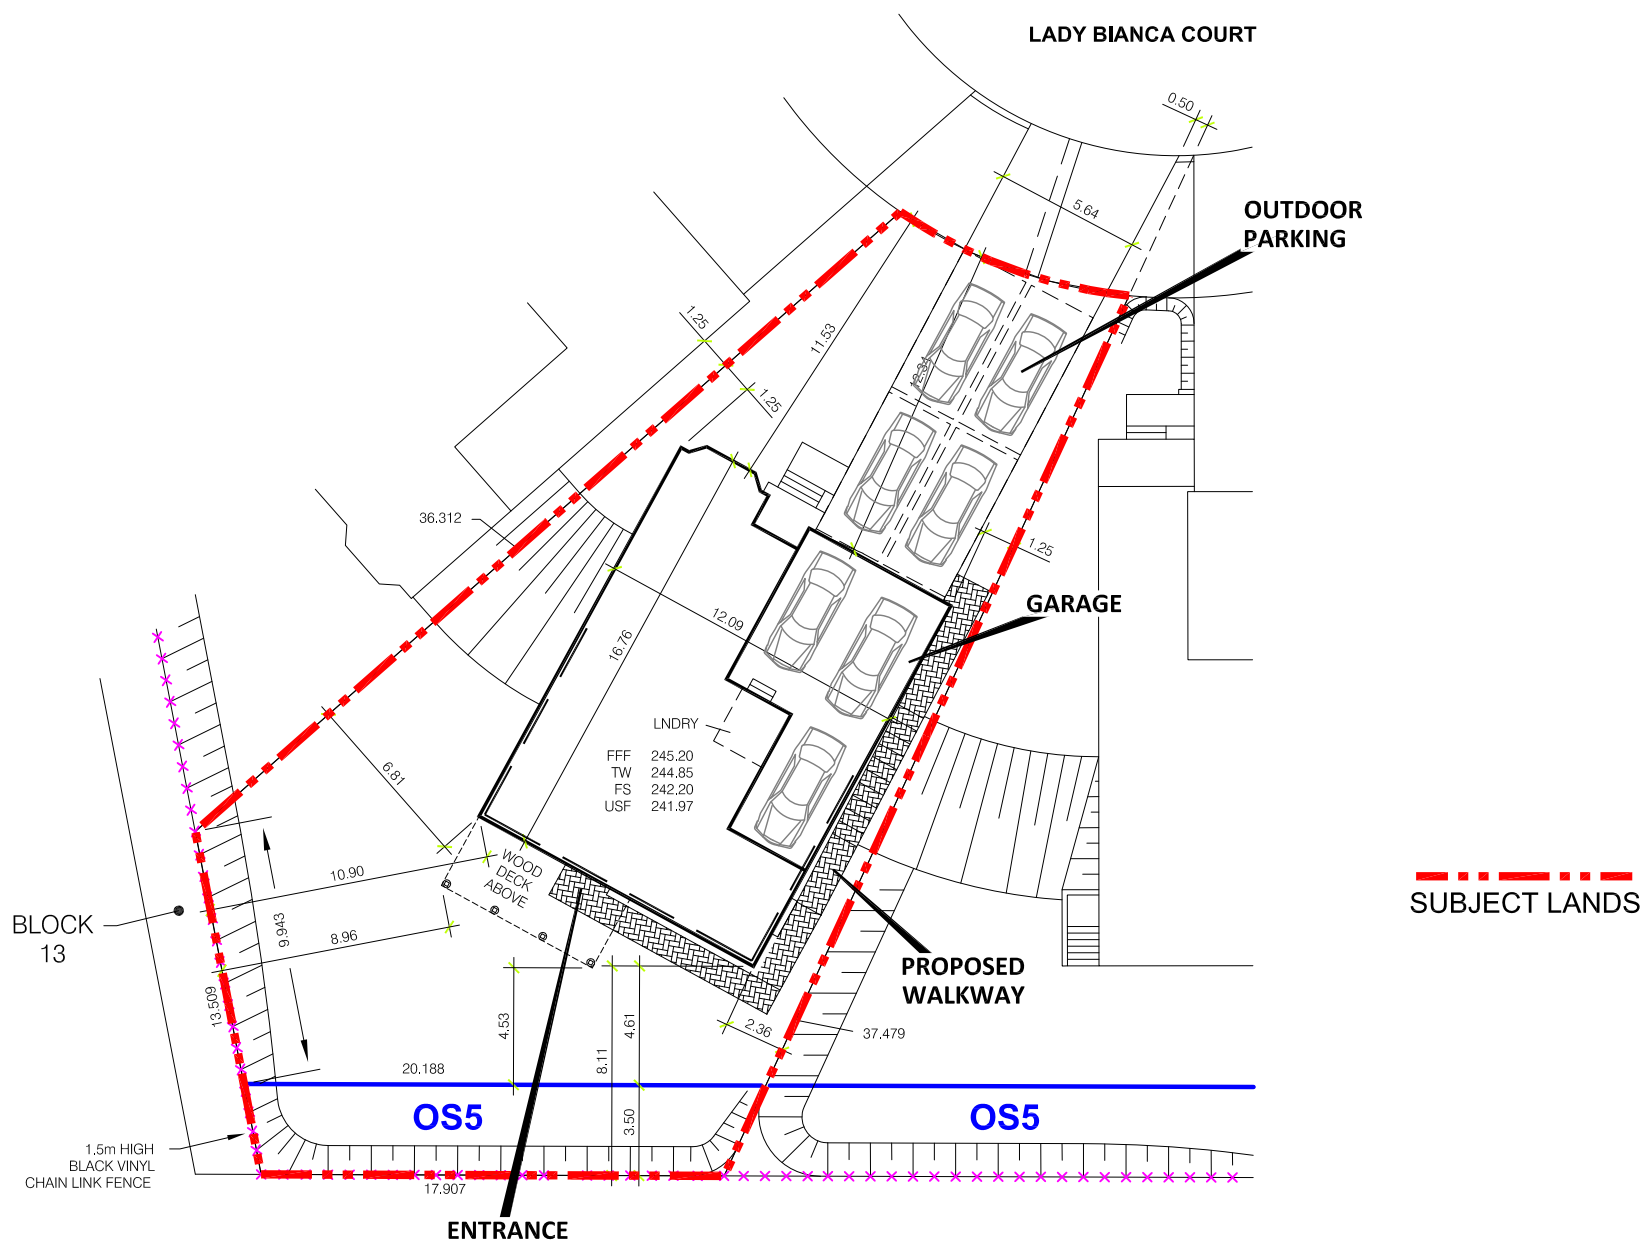 LADY BIANCA COURT
0.50
5.64
OUTDOOR
PARKING
1.25
11.53
12.31
1.25
36.312
1.25
GARAGE
12.09
16.76
LNDRY
FFF 245.20
TW 244.85
FS 242.20
USF 241.97
6.81
WOOD
DECK
ABOVE
10.90
SUBJECT LANDS
BLOCK
13
9.943
8.96
PROPOSED
WALKWAY
13.509
4.53
8.11
4.61
2.36
37.479
20.188
OS5
OS5
3.50
1.5m HIGH
BLACK VINYL
CHAIN LINK FENCE
17.907
ENTRANCE